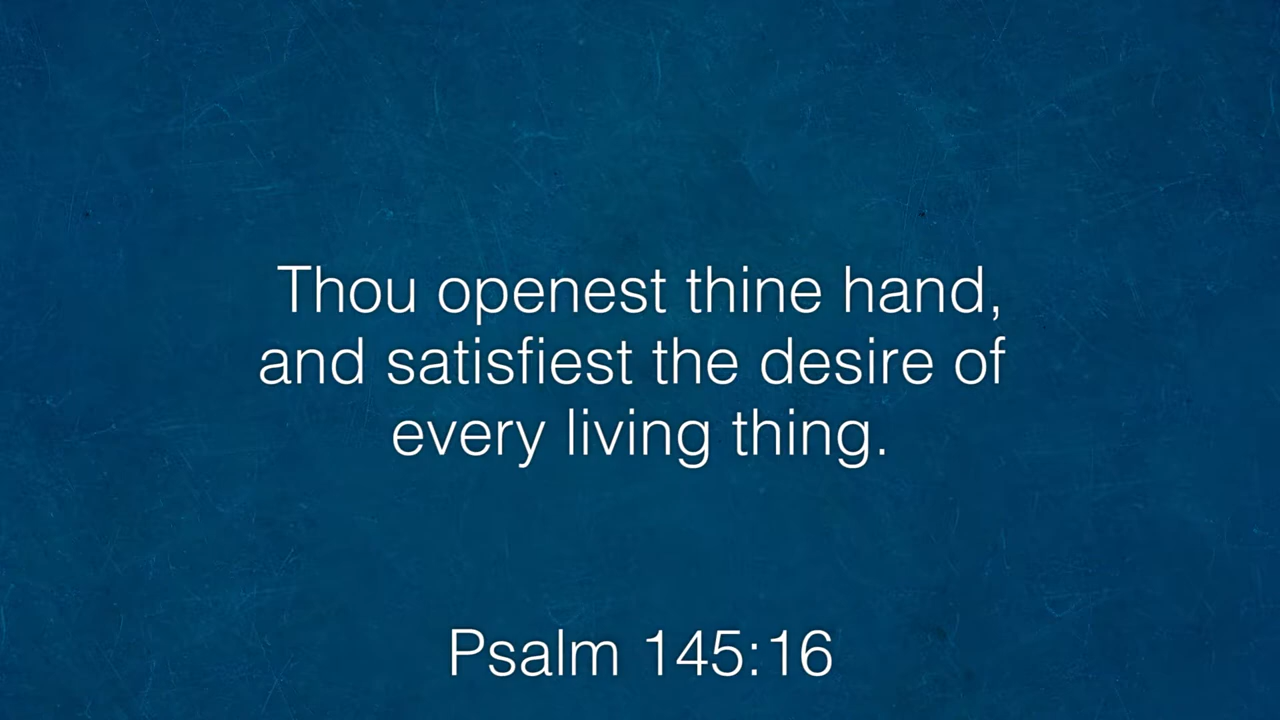 Thou openest thine hand,
and satisfiest the desire of
every living thing.
Psalm 145:16